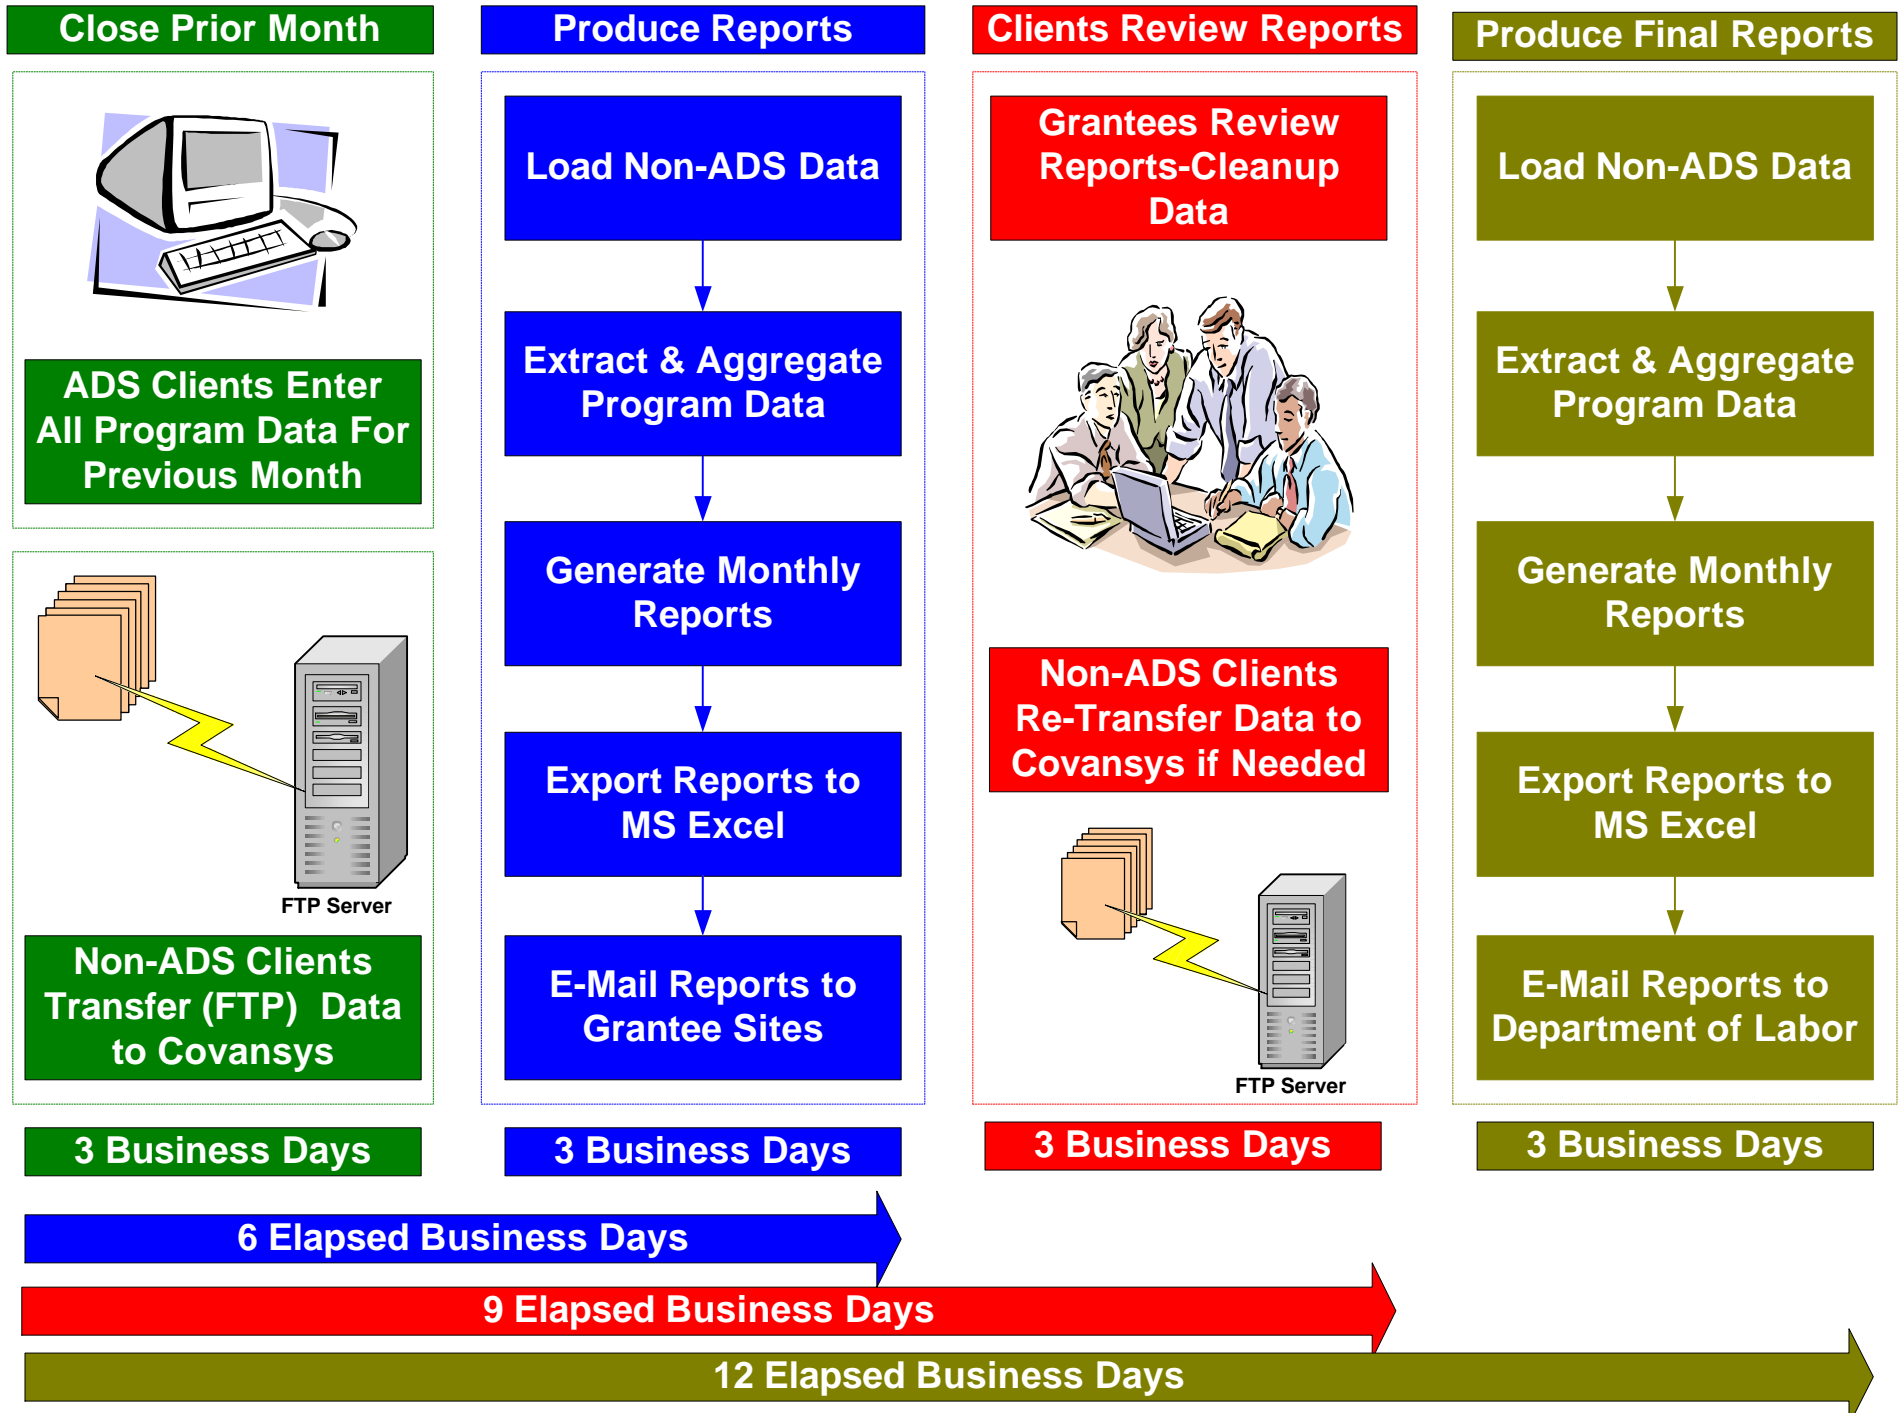 Close Prior Month
ADS Clients Enter
All Program Data For
Previous Month
FTP Server
Non-ADS Clients
Transfer (FTP) Data
to Covansys
3 Business Days
Produce Reports
Load Non-ADS Data
Extract & Aggregate
Program Data
Generate Monthly
Reports
Export Reports to
MS Excel
E-Mail Reports to
Grantee Sites
3 Business Days
Clients Review Reports
Grantees Review
Reports-Cleanup
Data
Non-ADS Clients
Re-Transfer Data to
Covansys if Needed
FTP Server
3 Business Days
Produce Final Reports
Load Non-ADS Data
Extract & Aggregate
Program Data
Generate Monthly
Reports
Export Reports to
MS Excel
E-Mail Reports to
Department of Labor
3 Business Days
6 Elapsed Business Days
9 Elapsed Business Days
12 Elapsed Business Days